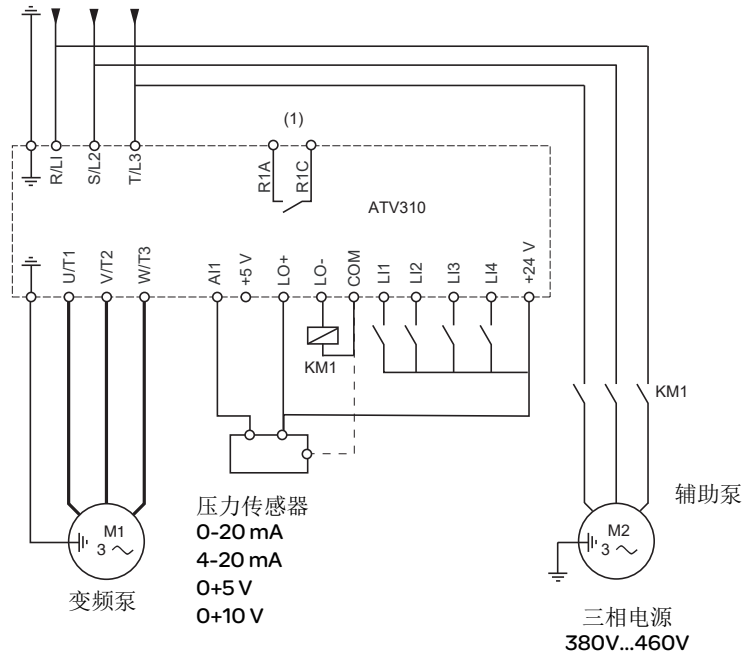 (1)
R/L1
S/L2
T/L3
R1A
R1C
ATV310
U/T1
V/T2
W/T3
AI1
+5 V
LO+
LO-
COM
LI1
LI2
LI3
LI4
+24 V
KM1
KM1
M1
3
变频泵
压力传感器
0-20 mA
4-20 mA
0+5 V
0+10 V
辅助泵
M2
3
三相电源
380V...460V